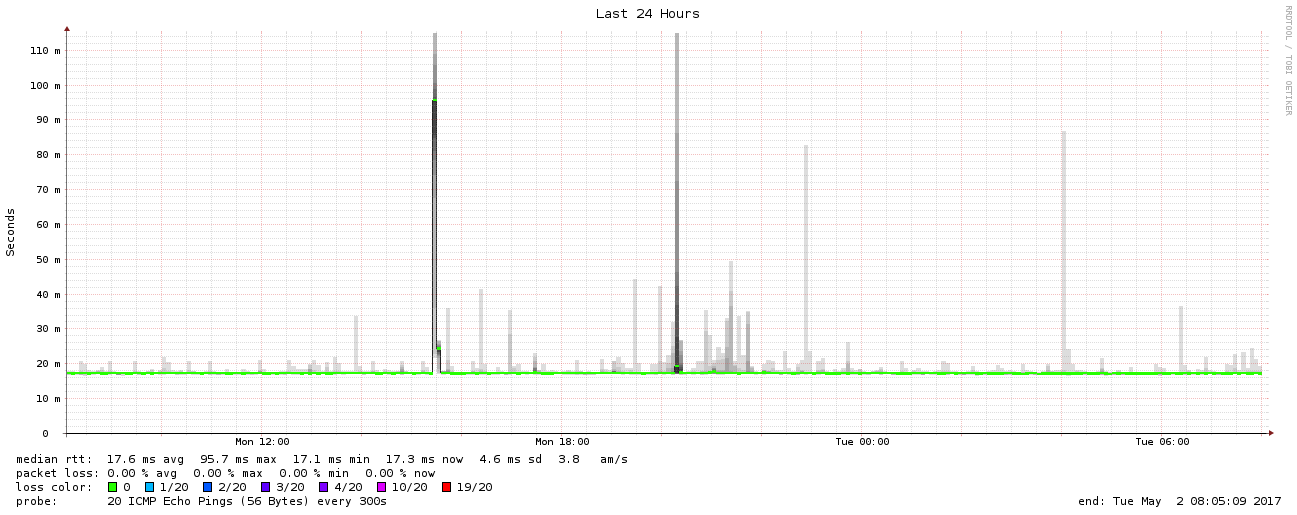 Last 24 Hours
RRDTOOL / TOBI OETIKER
Seconds
110 m
100 m
90 m
80 m
70 m
60 m
50 m
40 m
30 m
20 m
10 m
0
Mon 12:00 Mon 18:00 Tue 00:00 Tue 06:00
median rtt: 17.6 ms avg 95.7 ms max 17.1 ms min 17.3 ms now 4.6 ms sd 3.8 am/s
packet loss: 0.00 % avg 0.00 % max 0.00 % min 0.00 % now
loss color: 0 1/20 2/20 3/20 4/20 10/20 19/20
probe: 20 ICMP Echo Pings (56 Bytes) every 300s end: Tue May 2 08:05:09 2017